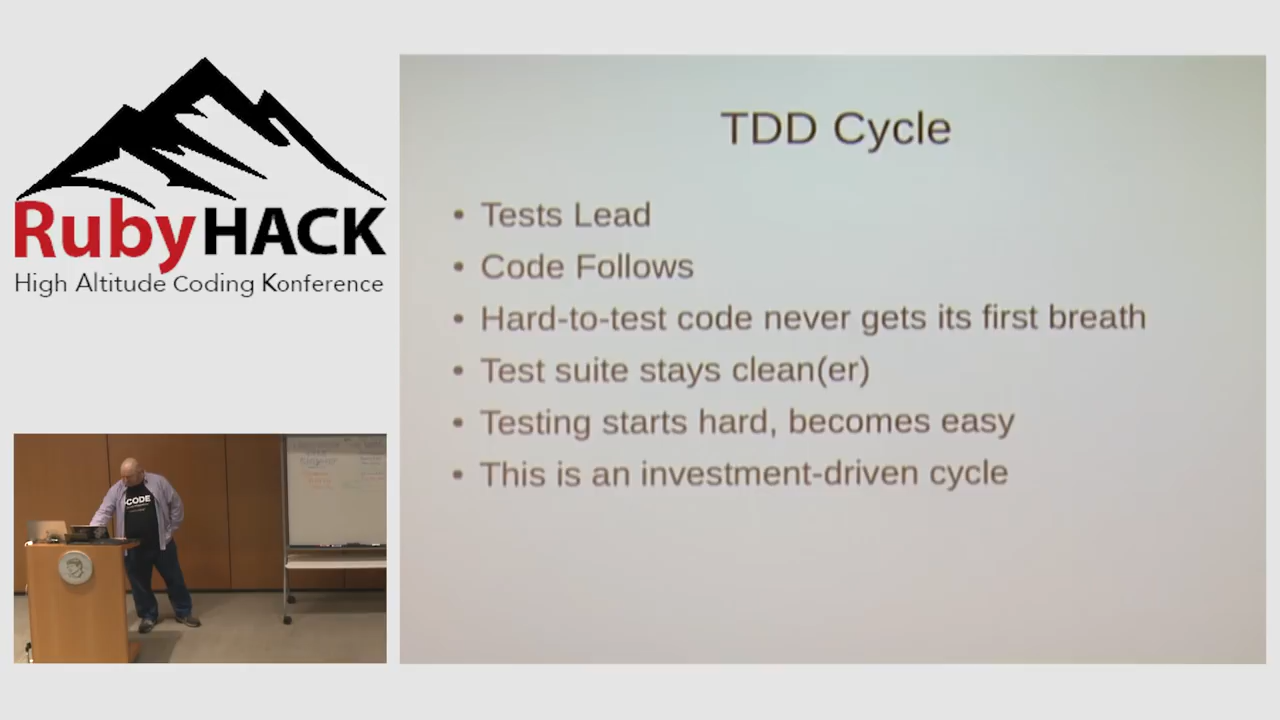 RubyHACK
High Altitude Coding Konference
TDD Cycle
• Tests Lead
• Code Follows
• Hard-to-test code never gets its first breath
• Test suite stays clean(er)
• Testing starts hard, becomes easy
• This is an investment-driven cycle
CODE